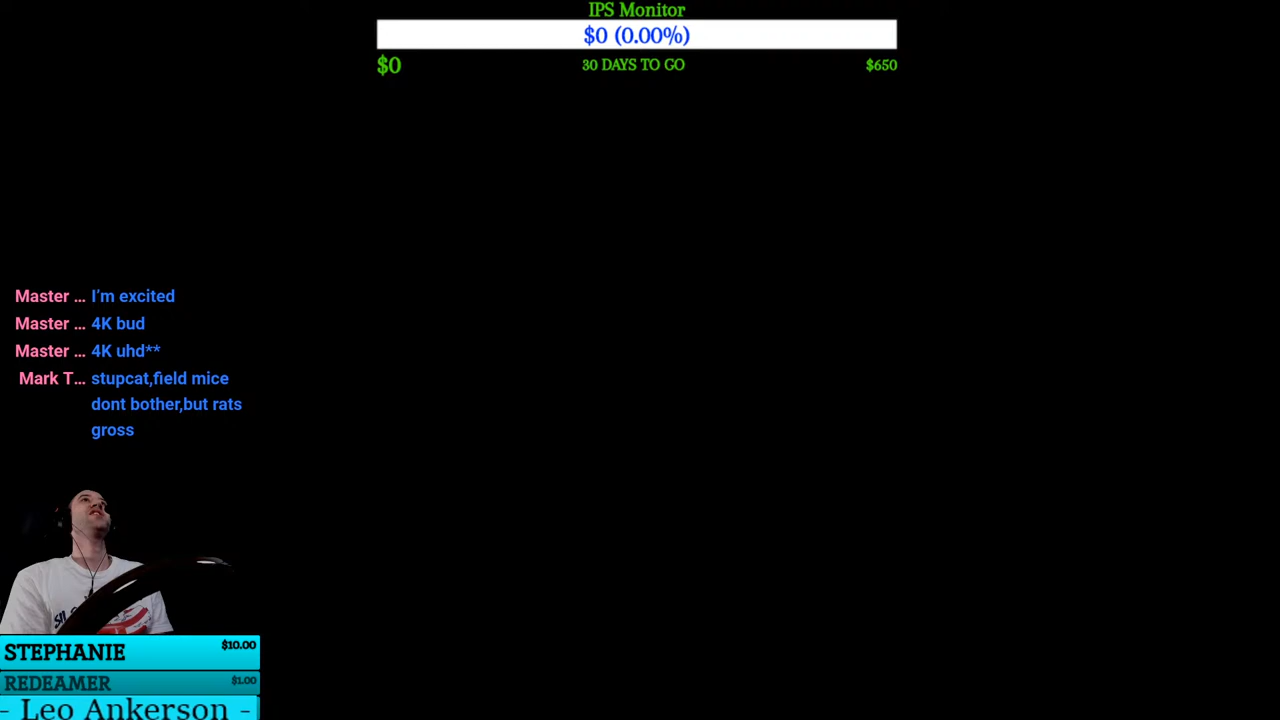 IPS Monitor
$0 (0.00%)
$0 30 DAYS TO GO $650
Master ... I'm excited
Master ... 4K bud
Master ... 4K uhd**
Mark T... stupcat,field mice
dont bother,but rats
gross
STEPHANIE $10.00
REDEAMER $1.00
- Leo Ankerson -